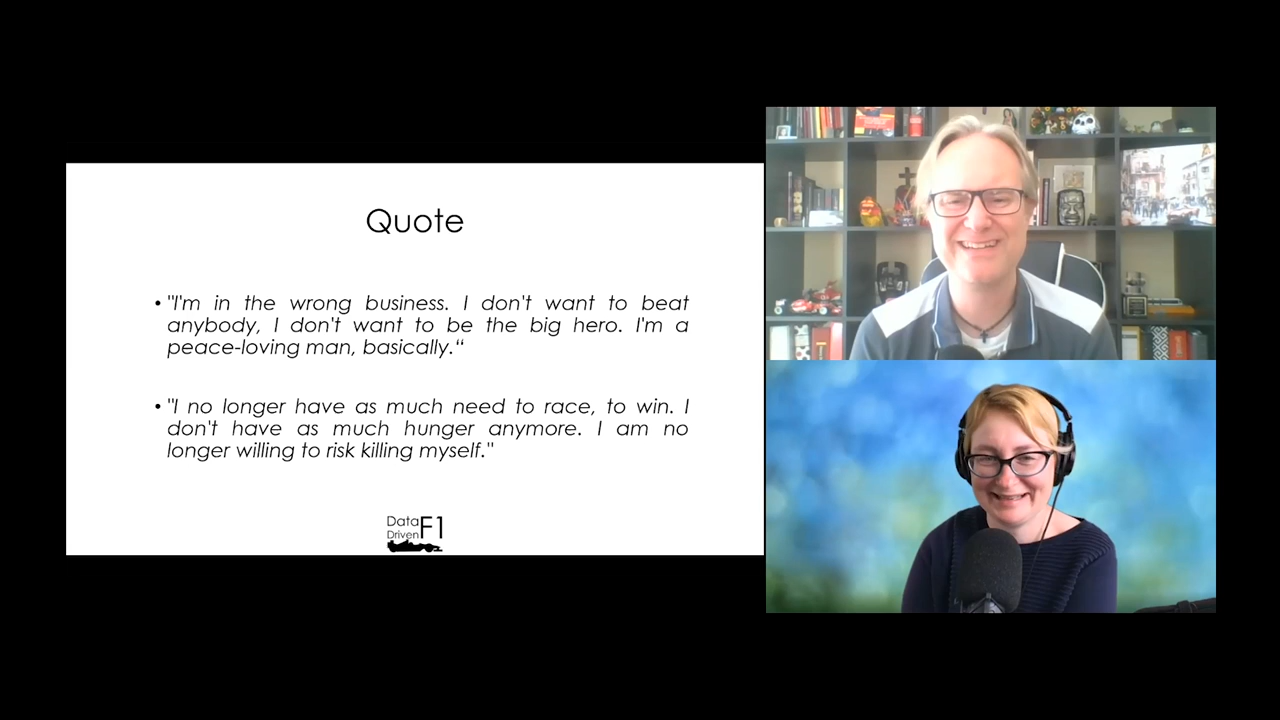 Quote
• "I'm in the wrong business. I don't want to beat
anybody, I don't want to be the big hero. I'm a
peace-loving man, basically.“
• "I no longer have as much need to race, to win. I
don't have as much hunger anymore. I am no
longer willing to risk killing myself."
Data
Driven
F1